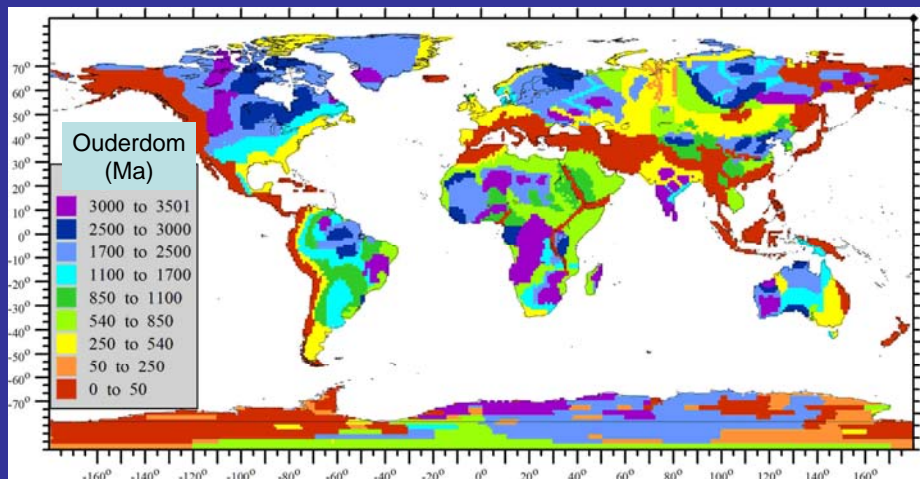 70°
60°
50°
40°
30°
20°
10°
0°
-10°
-20°
-30°
-40°
-50°
-60°
-70°
Ouderdom
(Ma)
3000 to 3501
2500 to 3000
1700 to 2500
1100 to 1700
850 to 1100
540 to 850
250 to 540
50 to 250
0 to 50
-160° -140° -120° -100° -80° -60° -40° -20° 0° 20° 40° 60° 80° 100° 120° 140° 160°